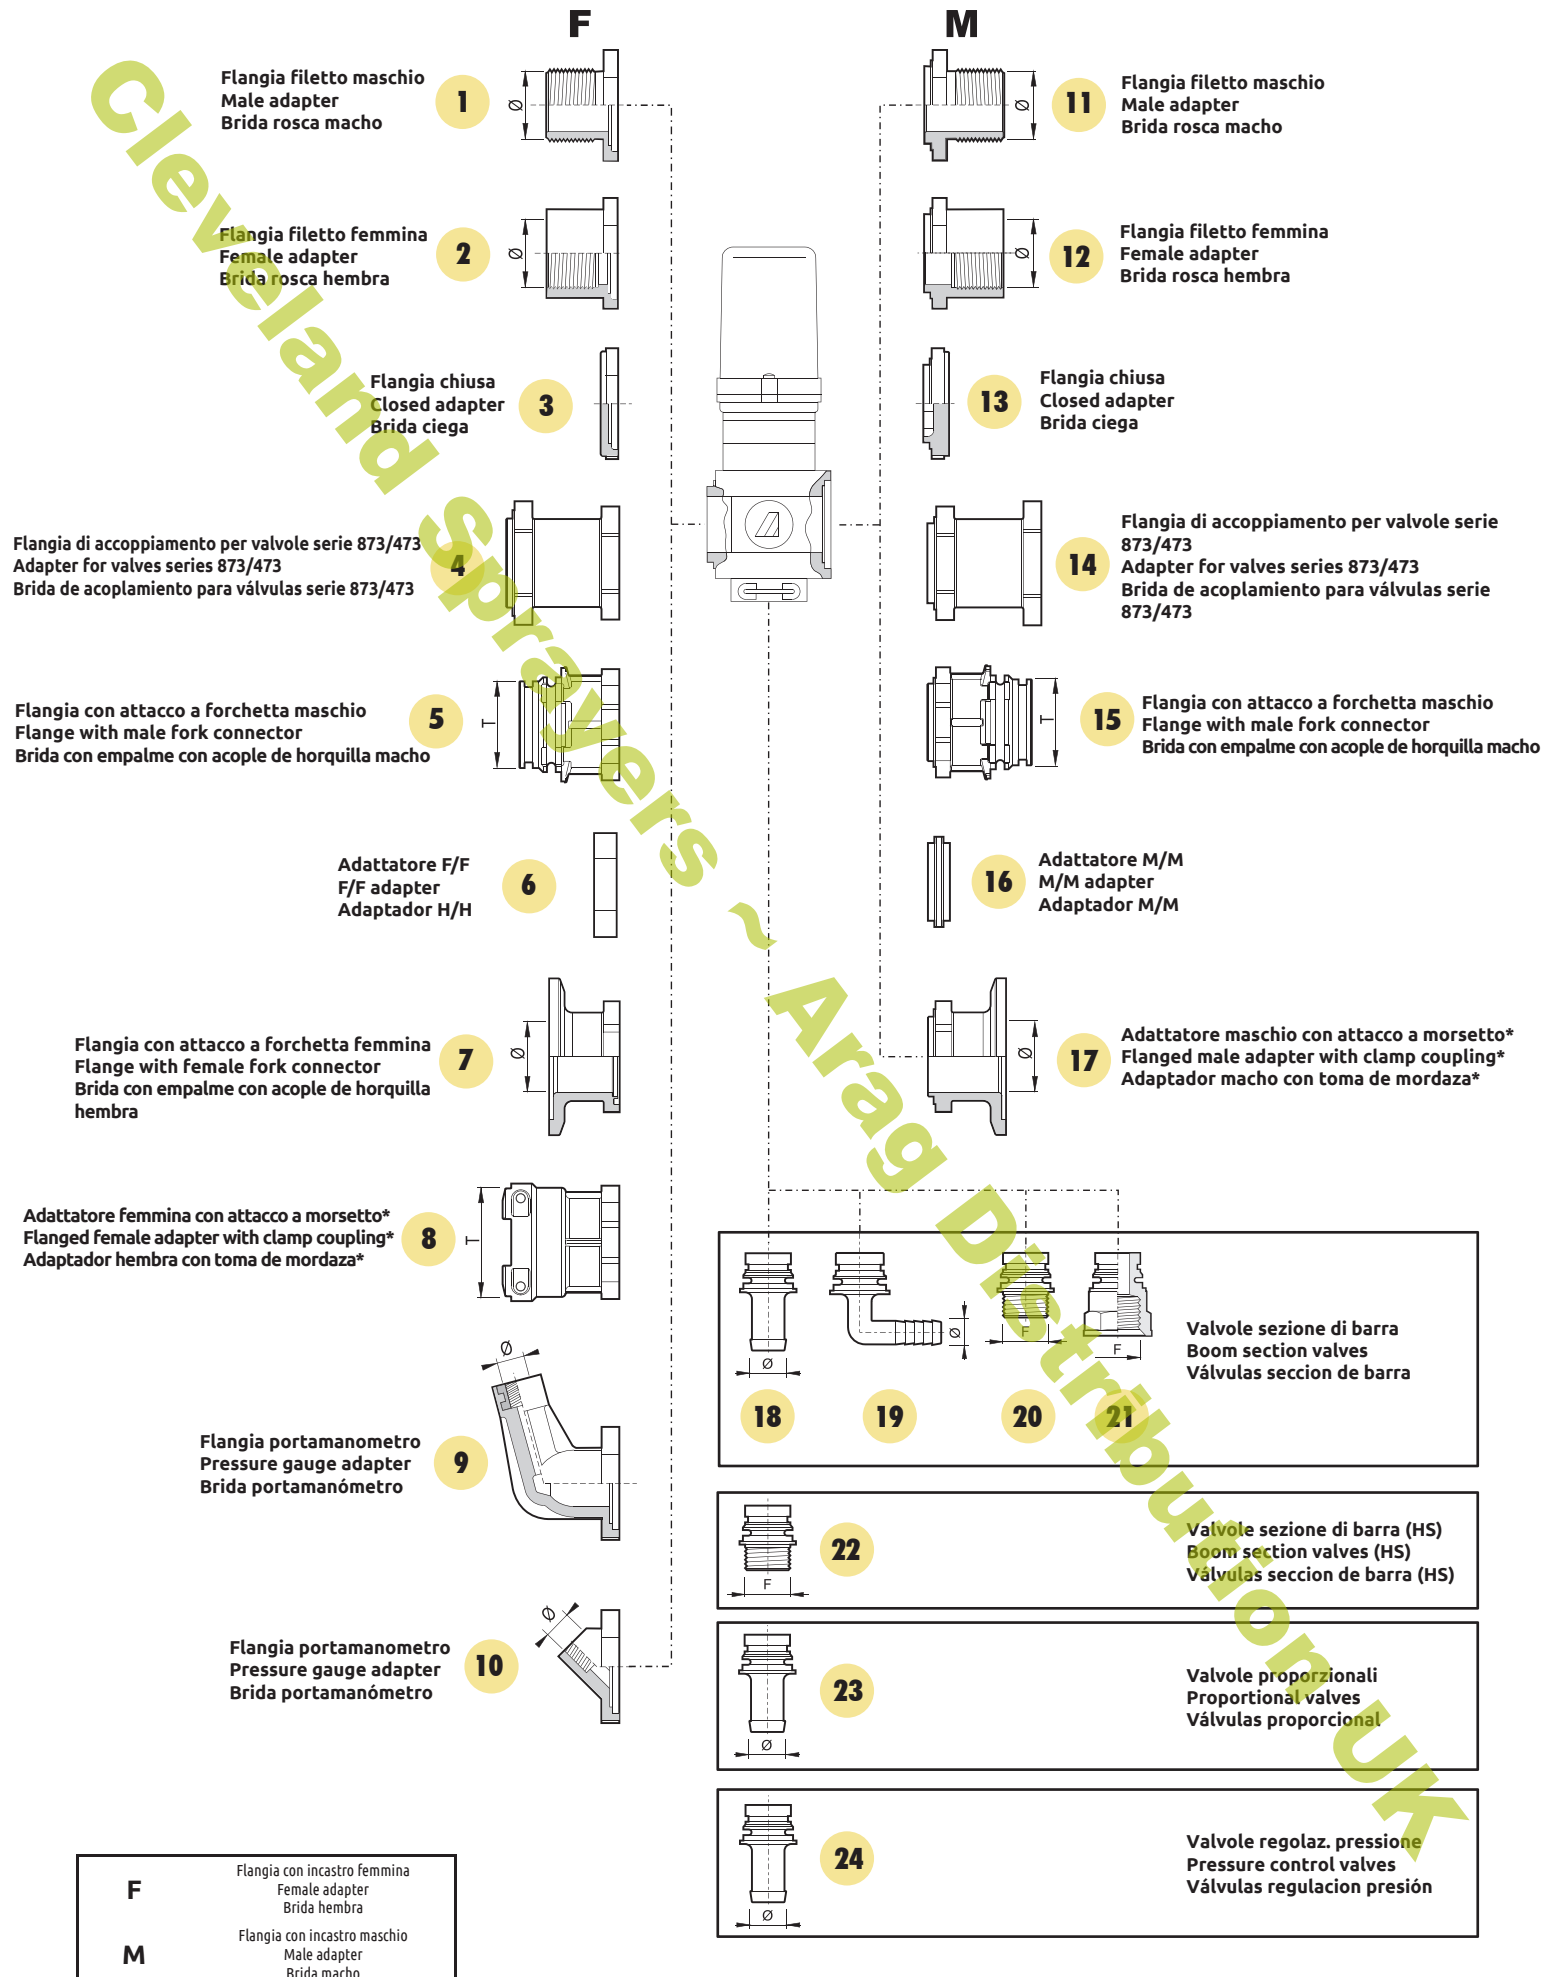 F
M
Flangia filetto maschio
Male adapter
Brida rosca macho
1
Ø
Ø
11
Flangia filetto maschio
Male adapter
Brida rosca macho
Flangia filetto femmina
Female adapter
Brida rosca hembra
2
Ø
Ø
12
Flangia filetto femmina
Female adapter
Brida rosca hembra
Flangia chiusa
Closed adapter
Brida ciega
3
13
Flangia chiusa
Closed adapter
Brida ciega
Flangia di accoppiamento per valvole serie 873/473
Adapter for valves series 873/473
Brida de acoplamiento para válvulas serie 873/473
4
14
Flangia di accoppiamento per valvole serie
873/473
Adapter for valves series 873/473
Brida de acoplamiento para válvulas serie
873/473
Flangia con attacco a forchetta maschio
Flange with male fork connector
Brida con empalme con acople de horquilla macho
5
T
T
15
Flangia con attacco a forchetta maschio
Flange with male fork connector
Brida con empalme con acople de horquilla macho
Adattatore F/F
F/F adapter
Adaptador H/H
6
16
Adattatore M/M
M/M adapter
Adaptador M/M
Flangia con attacco a forchetta femmina
Flange with female fork connector
Brida con empalme con acople de horquilla
hembra
7
Ø
Ø
17
Adattatore maschio con attacco a morsetto*
Flanged male adapter with clamp coupling*
Adaptador macho con toma de mordaza*
Adattatore femmina con attacco a morsetto*
Flanged female adapter with clamp coupling*
Adaptador hembra con toma de mordaza*
8
T
Ø
Ø
F
F
18
19
20
21
Valvole sezione di barra
Boom section valves
Válvulas seccion de barra
Flangia portamanometro
Pressure gauge adapter
Brida portamanómetro
9
Ø
F
22
Valvole sezione di barra (HS)
Boom section valves (HS)
Válvulas seccion de barra (HS)
Flangia portamanometro
Pressure gauge adapter
Brida portamanómetro
10
Ø
Ø
23
Valvole proporzionali
Proportional valves
Válvulas proporcional
Ø
24
Valvole regolaz. pressione
Pressure control valves
Válvulas regulacion presión
F
Flangia con incastro femmina
Female adapter
Brida hembra
M
Flangia con incastro maschio
Male adapter
Brida macho
Cleveland Sprayers ~ Arag Distribution UK